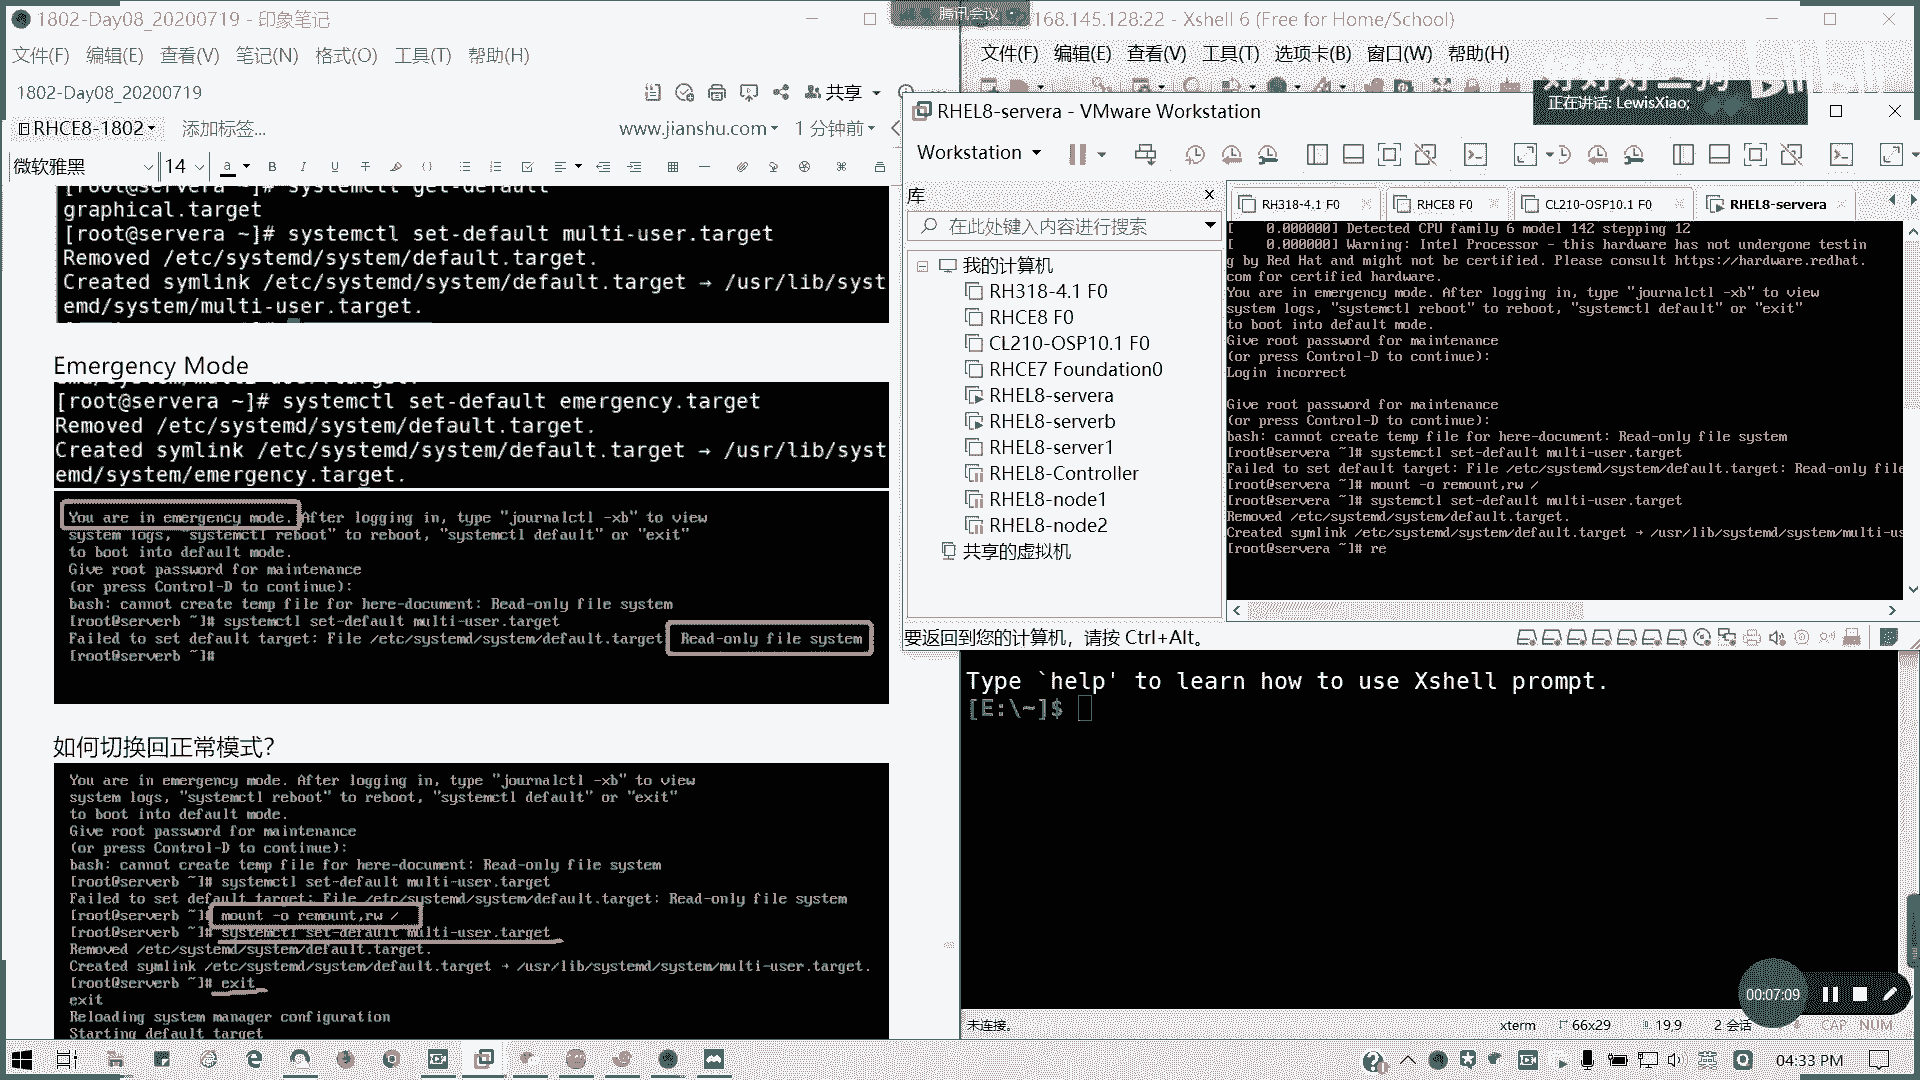 1802-Day08_20200719 - 印象笔记
文件(F) 编辑(E) 查看(V) 笔记(N) 格式(O) 工具(T) 帮助(H)
1802-Day08_20200719
共享
RHCE8-1802
添加标签...
www.jianshu.com
1 分钟前
微软雅黑
14
[root@servera ~]# systemctl get-default
graphical.target
[root@servera ~]# systemctl set-default multi-user.target
Removed /etc/systemd/system/default.target.
Created symlink /etc/systemd/system/default.target → /usr/lib/syst
emd/system/multi-user.target.
Emergency Mode
[root@servera ~]# systemctl set-default emergency.target
Removed /etc/systemd/system/default.target.
Created symlink /etc/systemd/system/default.target → /usr/lib/syst
emd/system/emergency.target.
You are in emergency mode. After logging in, type "journalctl -xb" to view
system logs, "systemctl reboot" to reboot, "systemctl default" or "exit"
to boot into default mode.
Give root password for maintenance
(or press Control-D to continue):
bash: cannot create temp file for here-document: Read-only file system
[root@serverb ~]# systemctl set-default multi-user.target
Failed to set default target: File /etc/systemd/system/default.target: Read-only file system
[root@serverb ~]#
如何切换回正常模式?
You are in emergency mode. After logging in, type "journalctl -xb" to view
system logs, "systemctl reboot" to reboot, "systemctl default" or "exit"
to boot into default mode.
Give root password for maintenance
(or press Control-D to continue):
bash: cannot create temp file for here-document: Read-only file system
[root@serverb ~]# systemctl set-default multi-user.target
Failed to set default target: File /etc/systemd/system/default.target: Read-only file system
[root@serverb ~]# mount -o remount,rw /
[root@serverb ~]# systemctl set-default multi-user.target
Removed /etc/systemd/system/default.target.
Created symlink /etc/systemd/system/default.target → /usr/lib/systemd/system/multi-user.target.
[root@serverb ~]# exit
exit
Reloading system manager configuration
Starting default target
腾讯会议
168.145.128:22 - Xshell 6 (Free for Home/School)
文件(F) 编辑(E) 查看(V) 工具(T) 选项卡(B) 窗口(W) 帮助(H)
正在讲话: LewisXiao;
RHEL8-servera - VMware Workstation
Workstation
库
在此处键入内容进行搜索
我的计算机
RH318-4.1 F0
RHCE8 F0
CL210-OSP10.1 F0
RHCE7 Foundation0
RHEL8-servera
RHEL8-serverb
RHEL8-server1
RHEL8-Controller
RHEL8-node1
RHEL8-node2
共享的虚拟机
RH318-4.1 F0
RHCE8 F0
CL210-OSP10.1 F0
RHEL8-servera
[    0.000000] Detected CPU family 6 model 142 stepping 12
[    0.000000] Warning: Intel Processor - this hardware has not undergone testin
g by Red Hat and might not be certified. Please consult https://hardware.redhat.
com for certified hardware.
You are in emergency mode. After logging in, type "journalctl -xb" to view
system logs, "systemctl reboot" to reboot, "systemctl default" or "exit"
to boot into default mode.
Give root password for maintenance
(or press Control-D to continue):
Login incorrect
Give root password for maintenance
(or press Control-D to continue):
bash: cannot create temp file for here-document: Read-only file system
[root@servera ~]# systemctl set-default multi-user.target
Failed to set default target: File /etc/systemd/system/default.target: Read-only file
[root@servera ~]# mount -o remount,rw /
[root@servera ~]# systemctl set-default multi-user.target
Removed /etc/systemd/system/default.target.
Created symlink /etc/systemd/system/default.target → /usr/lib/systemd/system/multi-us
[root@servera ~]# re
要返回到您的计算机，请按 Ctrl+Alt。
Type `help' to learn how to use Xshell prompt.
[E:\~]$
00:07:09
未连接。
xterm
66x29
19,9
2 会话
CAP NUM
英
04:33 PM